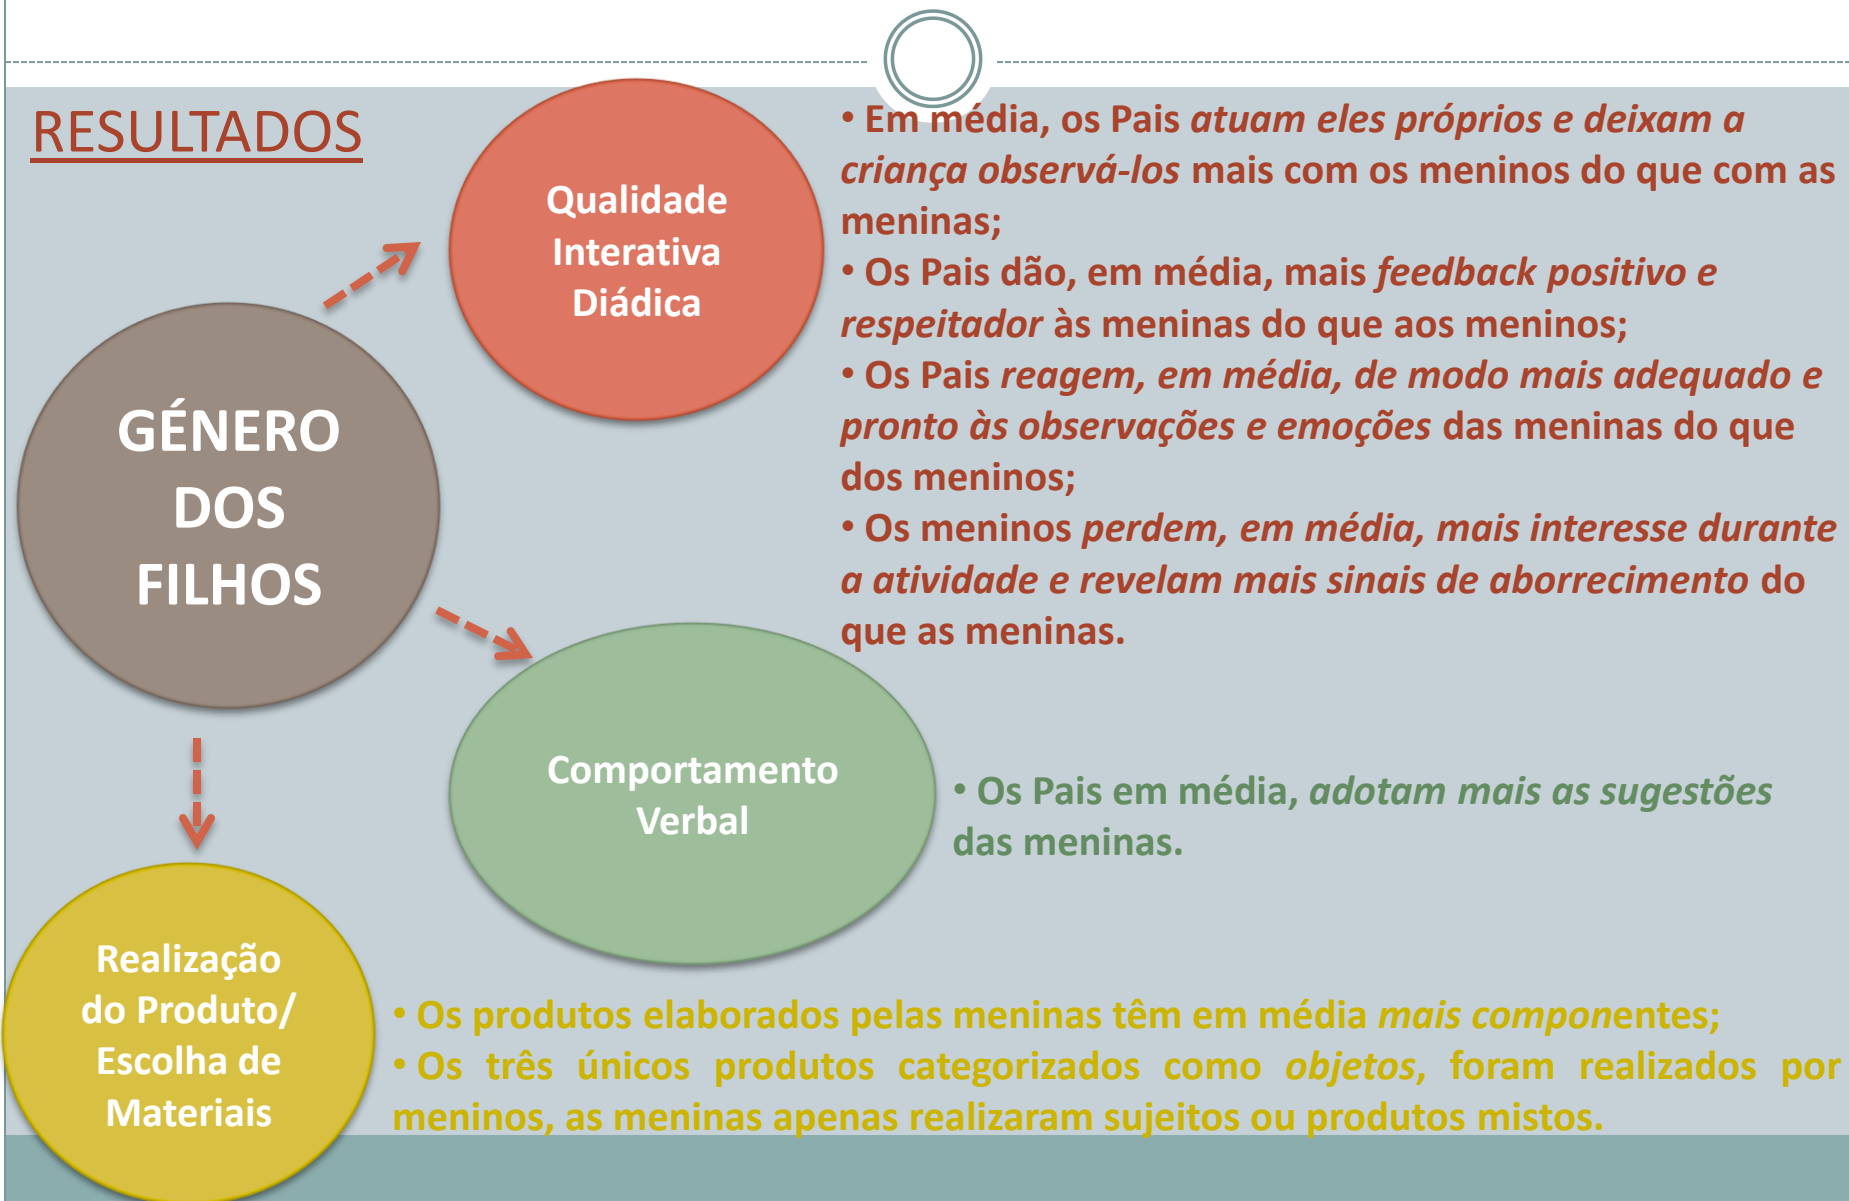 RESULTADOS
Qualidade
Interativa
Diádica
• Em média, os Pais atuam eles próprios e deixam a
criança observá-los mais com os meninos do que com as
meninas;
• Os Pais dão, em média, mais feedback positivo e
respeitador às meninas do que aos meninos;
• Os Pais reagem, em média, de modo mais adequado e
pronto às observações e emoções das meninas do que
dos meninos;
• Os meninos perdem, em média, mais interesse durante
a atividade e revelam mais sinais de aborrecimento do
que as meninas.
GÉNERO
DOS
FILHOS
Comportamento
Verbal
• Os Pais em média, adotam mais as sugestões
das meninas.
Realização
do Produto/
Escolha de
Materiais
• Os produtos elaborados pelas meninas têm em média mais componentes;
• Os três únicos produtos categorizados como objetos, foram realizados por
meninos, as meninas apenas realizaram sujeitos ou produtos mistos.